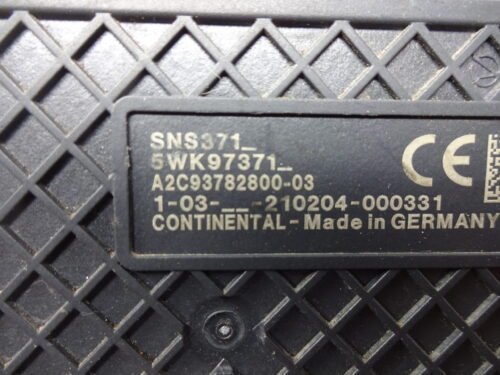 SNS371_
5WK97371_
A2C93782800-03
1-03-__-210204-000331
CONTINENTAL - Made in GERMANY
CE